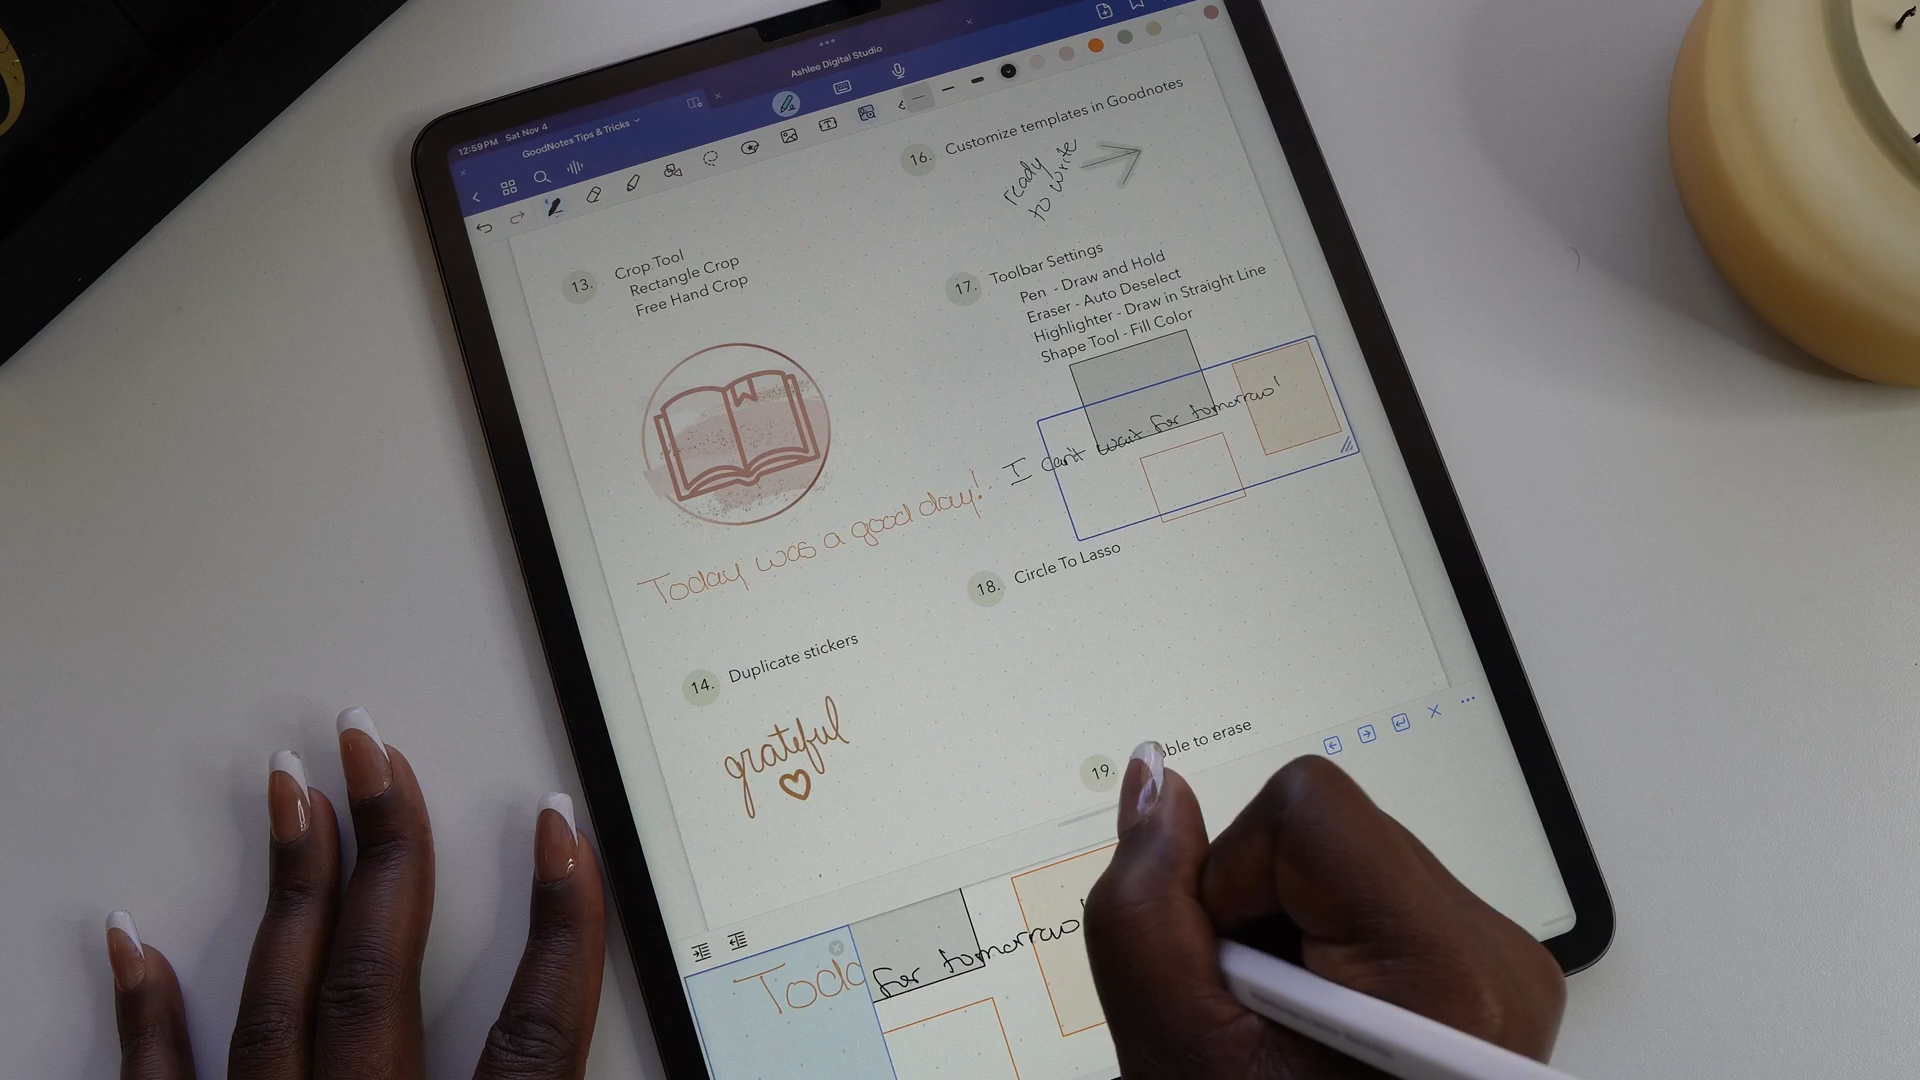 12:59 PM Sat Nov 4
Ashlee Digital Studio
GoodNotes Tips & Tricks
13. Crop Tool
Rectangle Crop
Free Hand Crop
Today was a good day!
14. Duplicate stickers
grateful
16. Customize templates in Goodnotes
ready
to write
17. Toolbar Settings
Pen - Draw and Hold
Eraser - Auto Deselect
Highlighter - Draw in Straight Line
Shape Tool - Fill Color
I can't wait for tomorrow!
18. Circle To Lasso
19. to erase
Toda for tomorrow